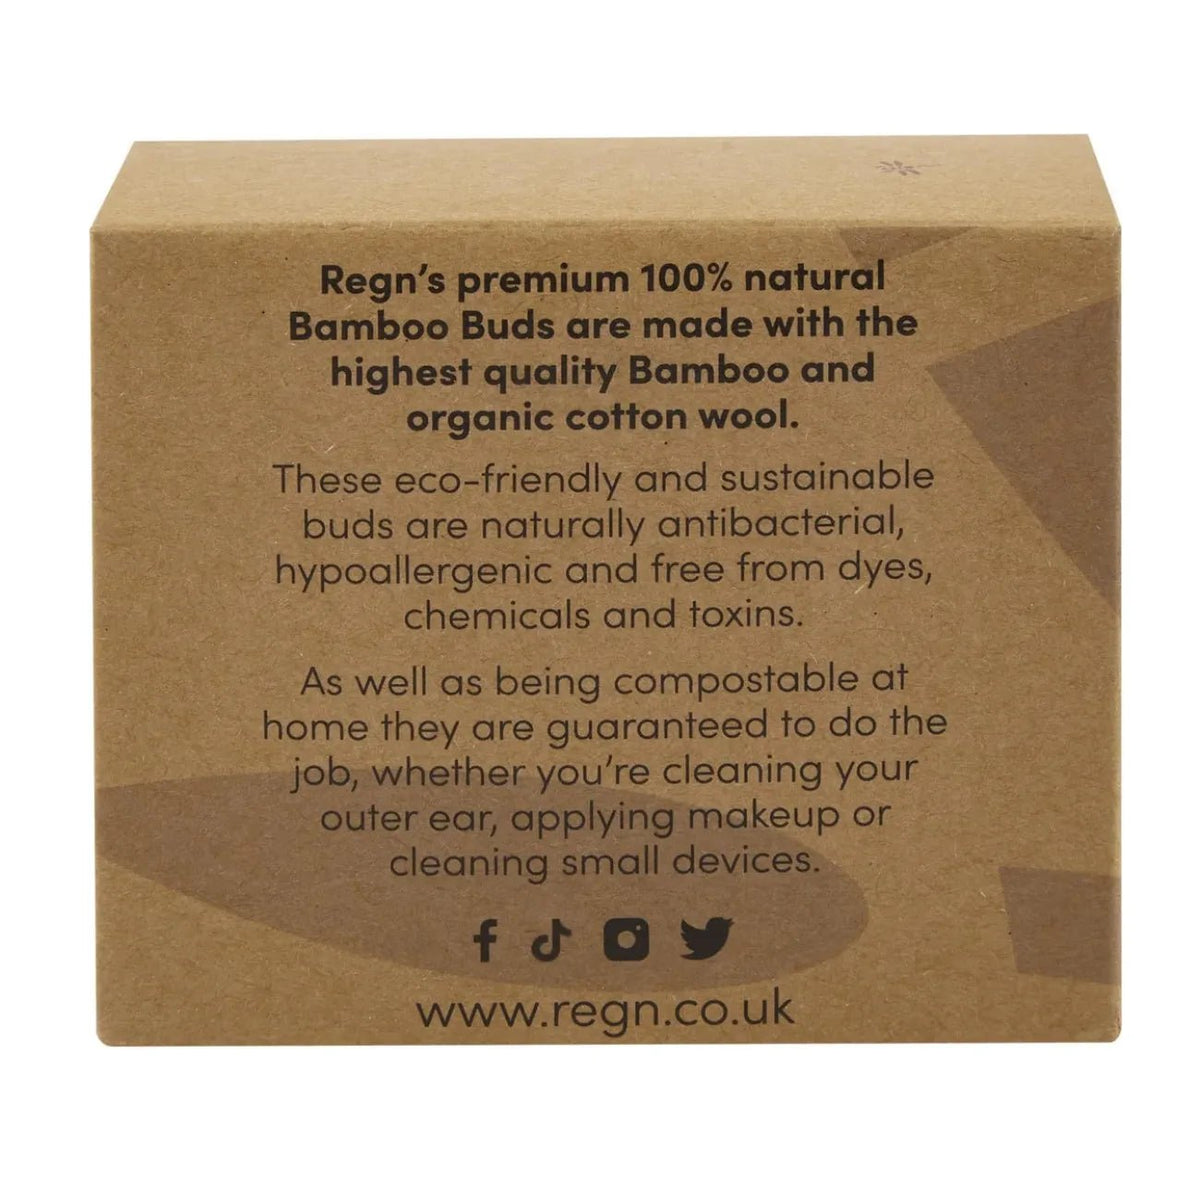 Regn’s premium 100% natural
Bamboo Buds are made with the
highest quality Bamboo and
organic cotton wool.
These eco-friendly and sustainable
buds are naturally antibacterial,
hypoallergenic and free from dyes,
chemicals and toxins.
As well as being compostable at
home they are guaranteed to do the
job, whether you’re cleaning your
outer ear, applying makeup or
cleaning small devices.
www.regn.co.uk